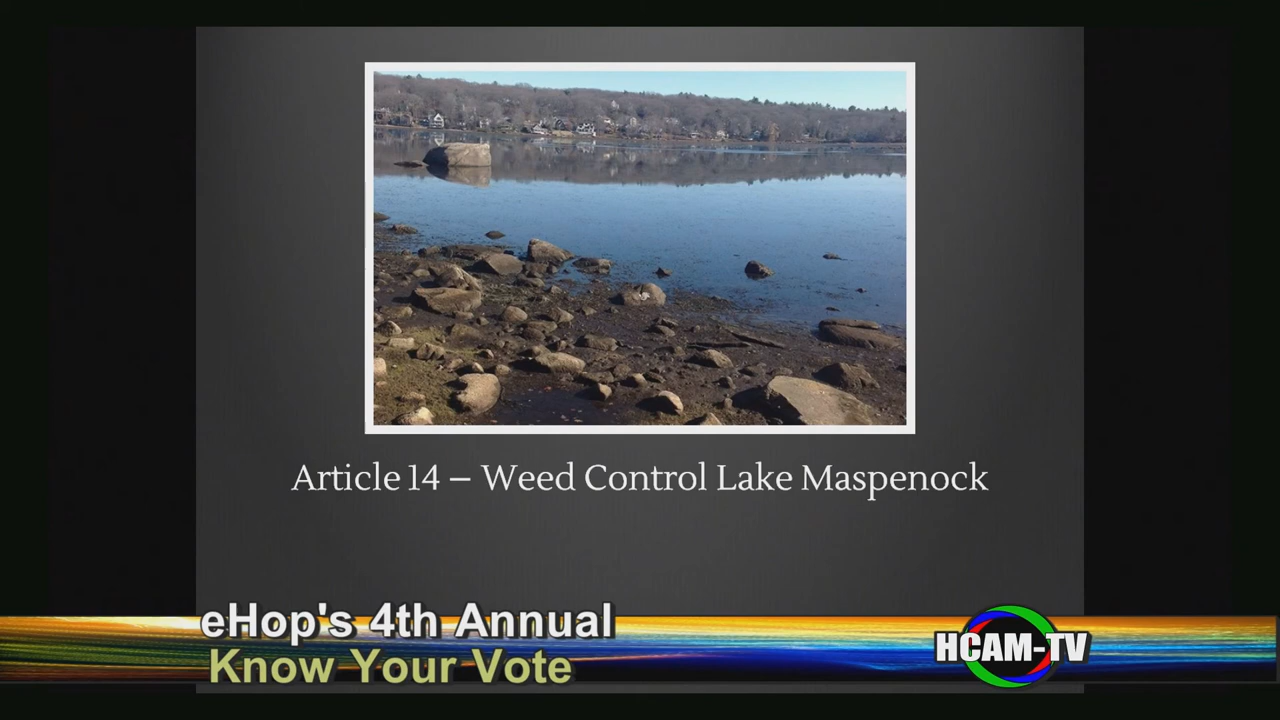 Article 14 – Weed Control Lake Maspenock
eHop's 4th Annual
Know Your Vote
HCAM-TV